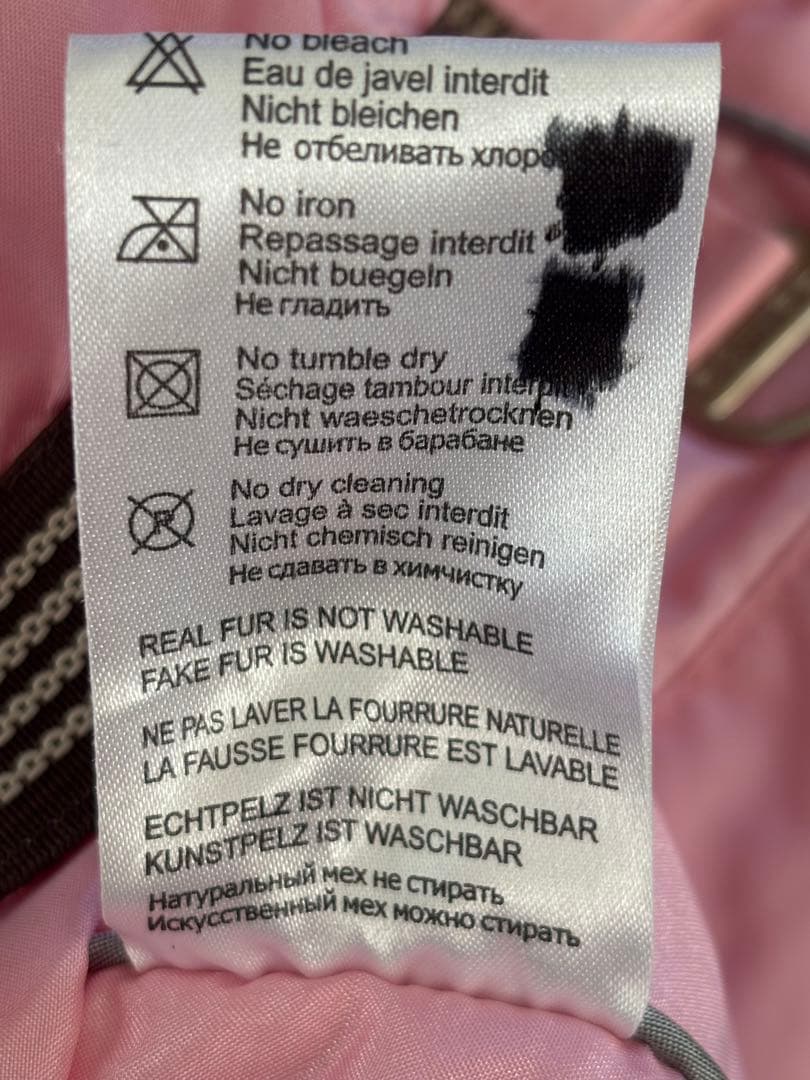 No bleach
Eau de javel interdit
Nicht bleichen
Не отбеливать
No iron
Repassage interdit
Nicht buegeln
Не гладить
No tumble dry
Séchage tambour
Nicht waeschetrocknen
Не сушить в барабане
P
No dry cleaning
Lavage à sec interdit
Nicht chemisch reinigen
Не сдавать в химчистку
REAL FUR IS NOT WASHABLE
FAKE FUR IS WASHABLE
NE PAS LAVER LA FOURRURE NATURELLE
LA FAUSSE FOURRURE EST LAVABLE
ECHTPELZ IST NICHT WASCHBAR
KUNSTPELZ IST WASCHBAR
Натуральный мех не стирать
Искусственный мех можно стирать